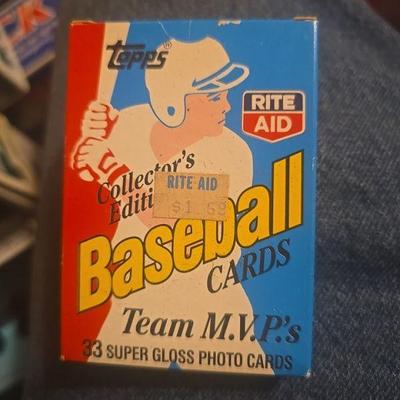 Topps®
RITE
AID
Collector's
Edition
RITE AID
$1.69
Baseball
CARDS
Team M.V.P.'s
33 SUPER GLOSS PHOTO CARDS